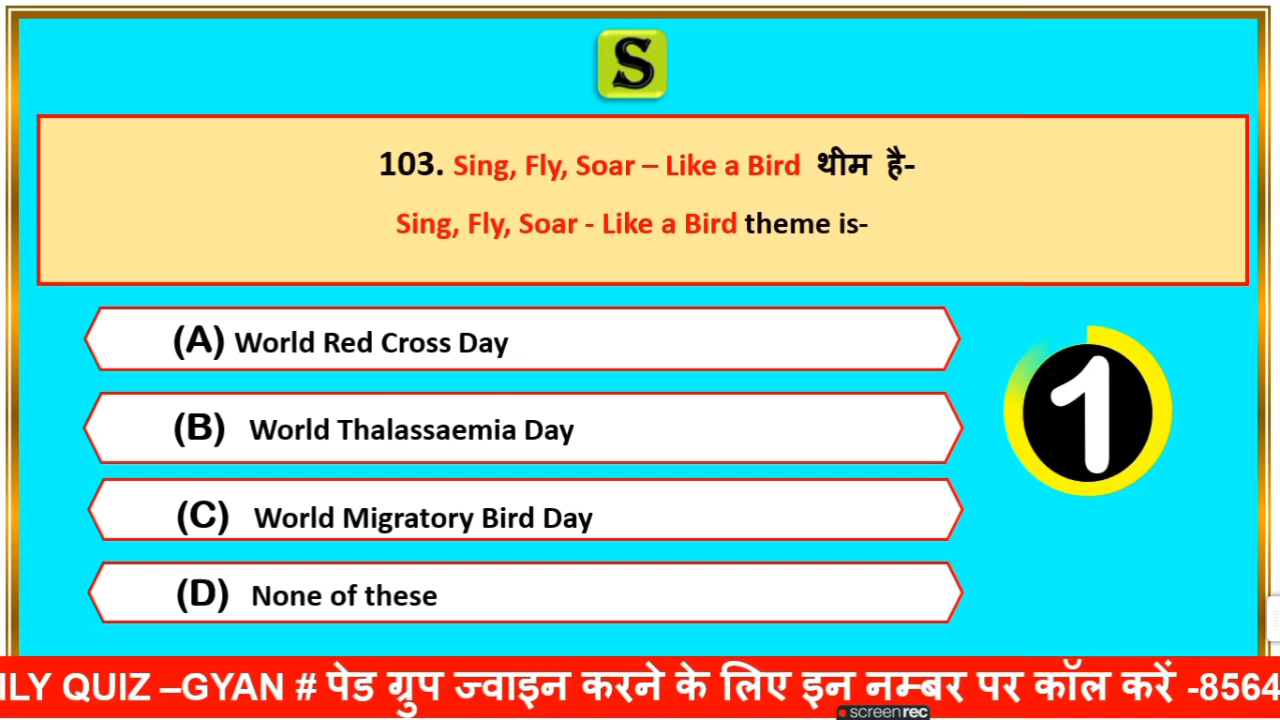 S
103. Sing, Fly, Soar – Like a Bird थीम है-
Sing, Fly, Soar - Like a Bird theme is-
(A) World Red Cross Day
(B) World Thalassaemia Day
1
(C) World Migratory Bird Day
(D) None of these
ILY QUIZ –GYAN # पेड ग्रुप ज्वाइन करने के लिए इन नम्बर पर कॉल करें -8564
screenrec